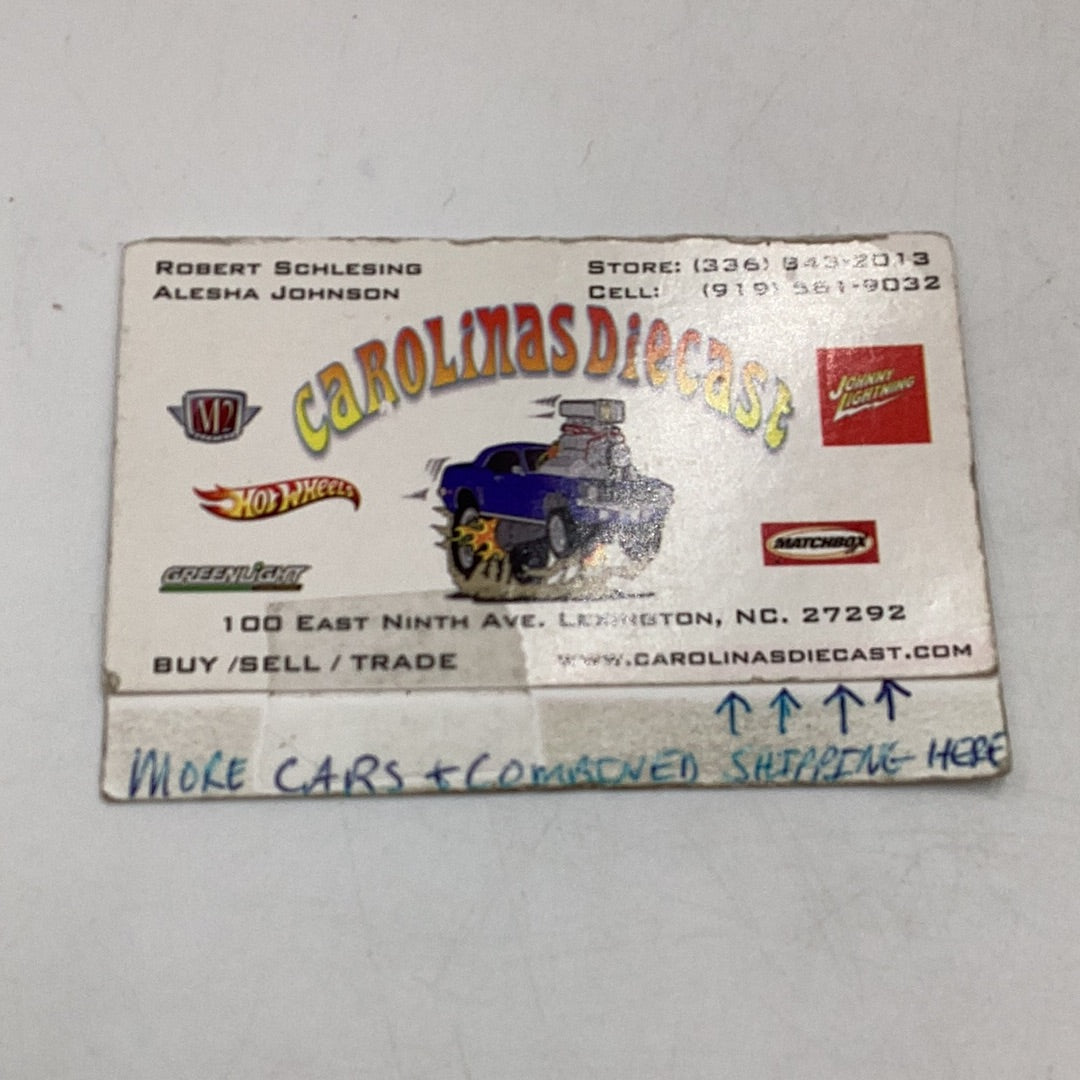 ROBERT SCHLESING
ALESHA JOHNSON
STORE: (336) 843-2013
CELL: (919) 561-9032
CAROLINAS DIECAST
M2
JOHNNY LIGHTNING
HOT WHEELS
MATCHBOX
GREENLIGHT
100 EAST NINTH AVE. LEXINGTON, NC. 27292
BUY /SELL / TRADE
WWW.CAROLINASDIECAST.COM
MORE CARS + COMBINED SHIPPING HERE